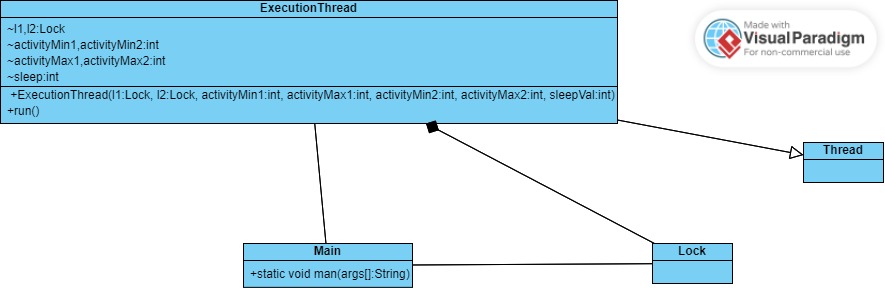 ExecutionThread
~l1,l2:Lock
~activityMin1,activityMin2:int
~activityMax1,activityMax2:int
~sleep:int
+ExecutionThread(l1:Lock, l2:Lock, activityMin1:int, activityMax1:int, activityMin2:int, activityMax2:int, sleepVal:int)
+run()
Made with
Visual Paradigm
For non-commercial use
Thread
Main
+static void man(args[]:String)
Lock